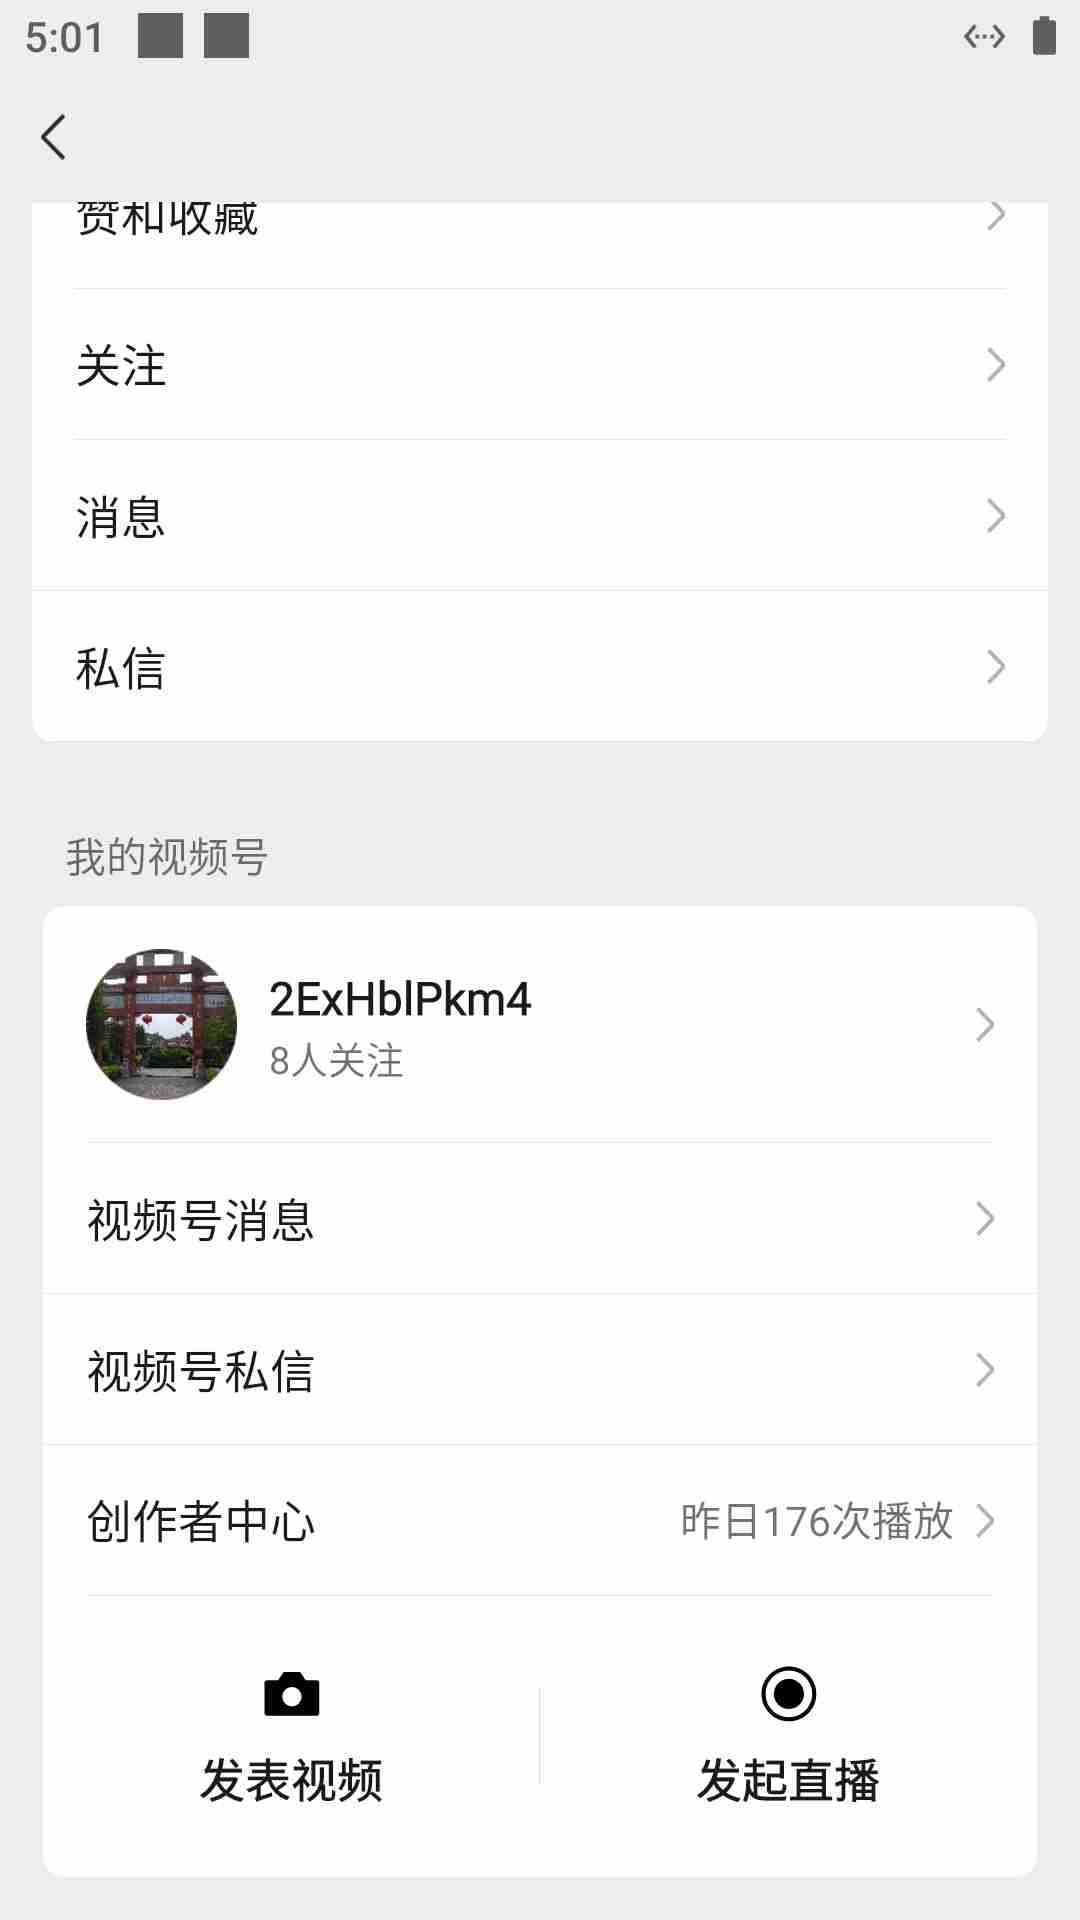 5:01
赞和收藏
关注
消息
私信
我的视频号
2ExHblPkm4
8人关注
视频号消息
视频号私信
创作者中心 昨日176次播放
发表视频 发起直播